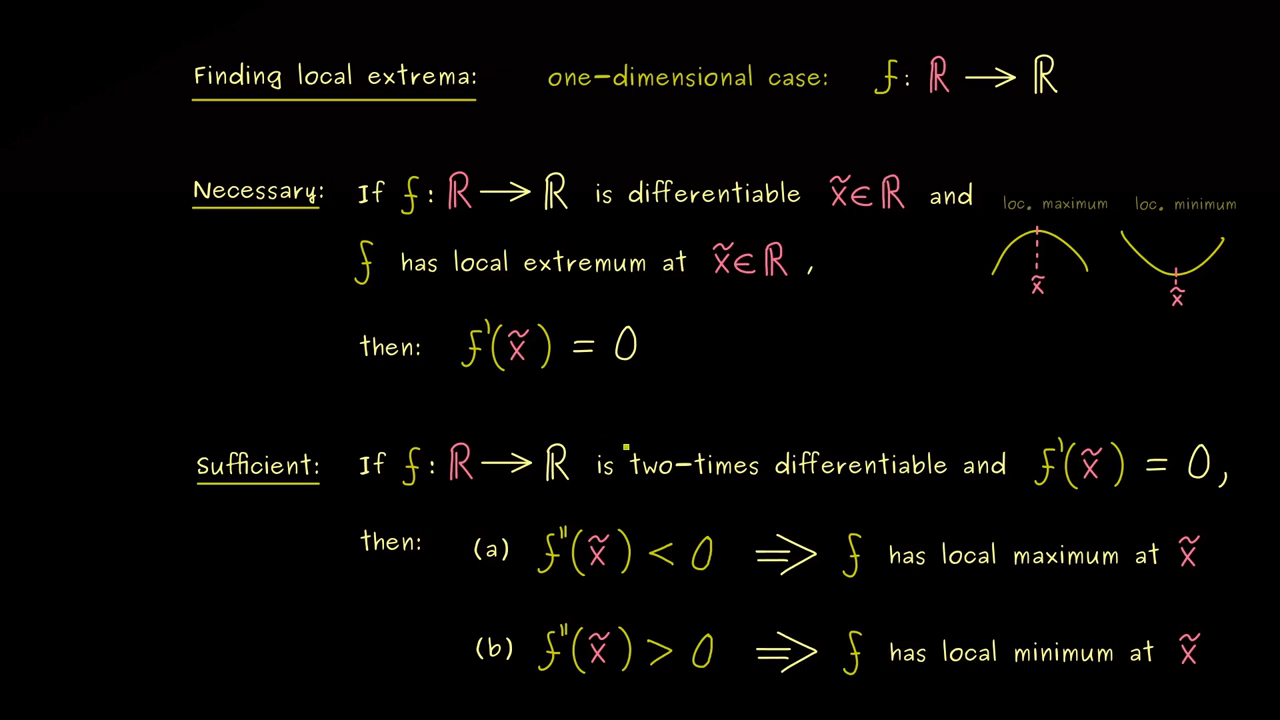 Finding local extrema: one-dimensional case: f: ℝ ⟶ ℝ
Necessary: If f: ℝ ⟶ ℝ is differentiable x̃ ∈ ℝ and
loc. maximum loc. minimum
x̃ x̃
f has local extremum at x̃ ∈ ℝ ,
then: f'(x̃) = 0
Sufficient: If f: ℝ ⟶ ℝ is two-times differentiable and f'(x̃) = 0,
then: (a) f''(x̃) < 0 ⟹ f has local maximum at x̃
(b) f''(x̃) > 0 ⟹ f has local minimum at x̃